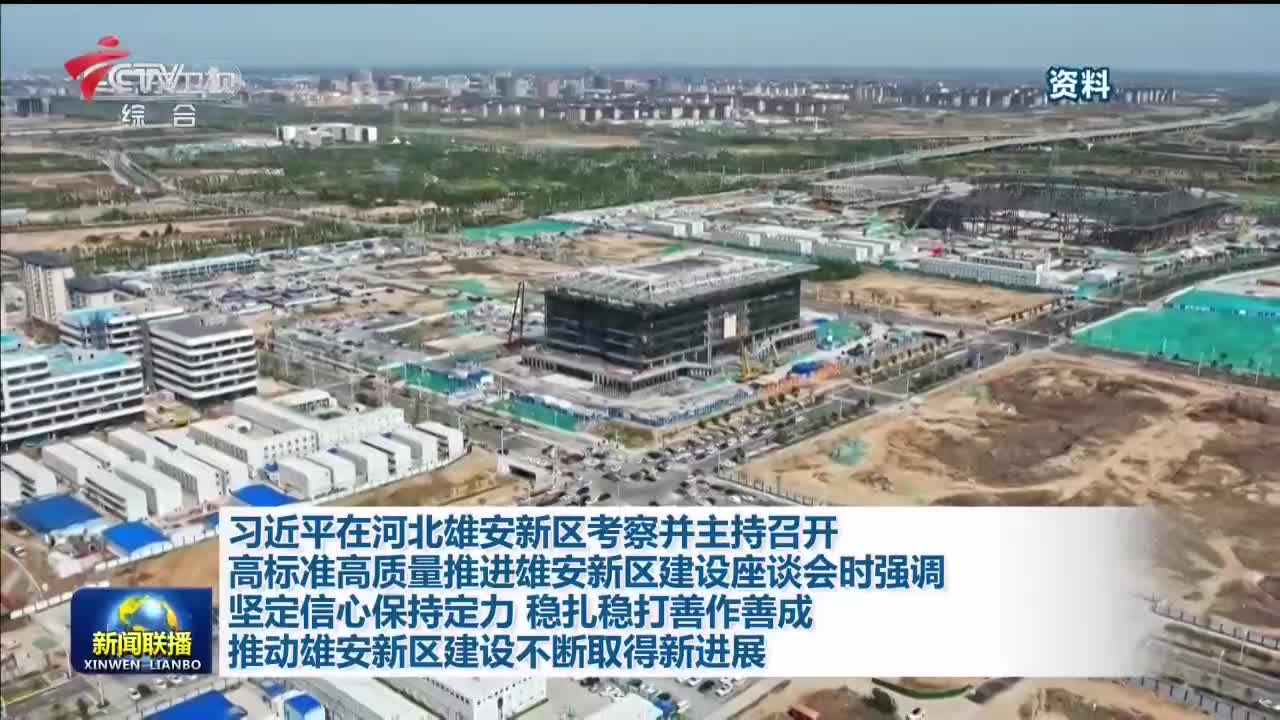 CCTV
卫视
综合
资料
习近平在河北雄安新区考察并主持召开
高标准高质量推进雄安新区建设座谈会时强调
坚定信心保持定力 稳扎稳打善作善成
推动雄安新区建设不断取得新进展
新闻联播
XINWEN LIANBO